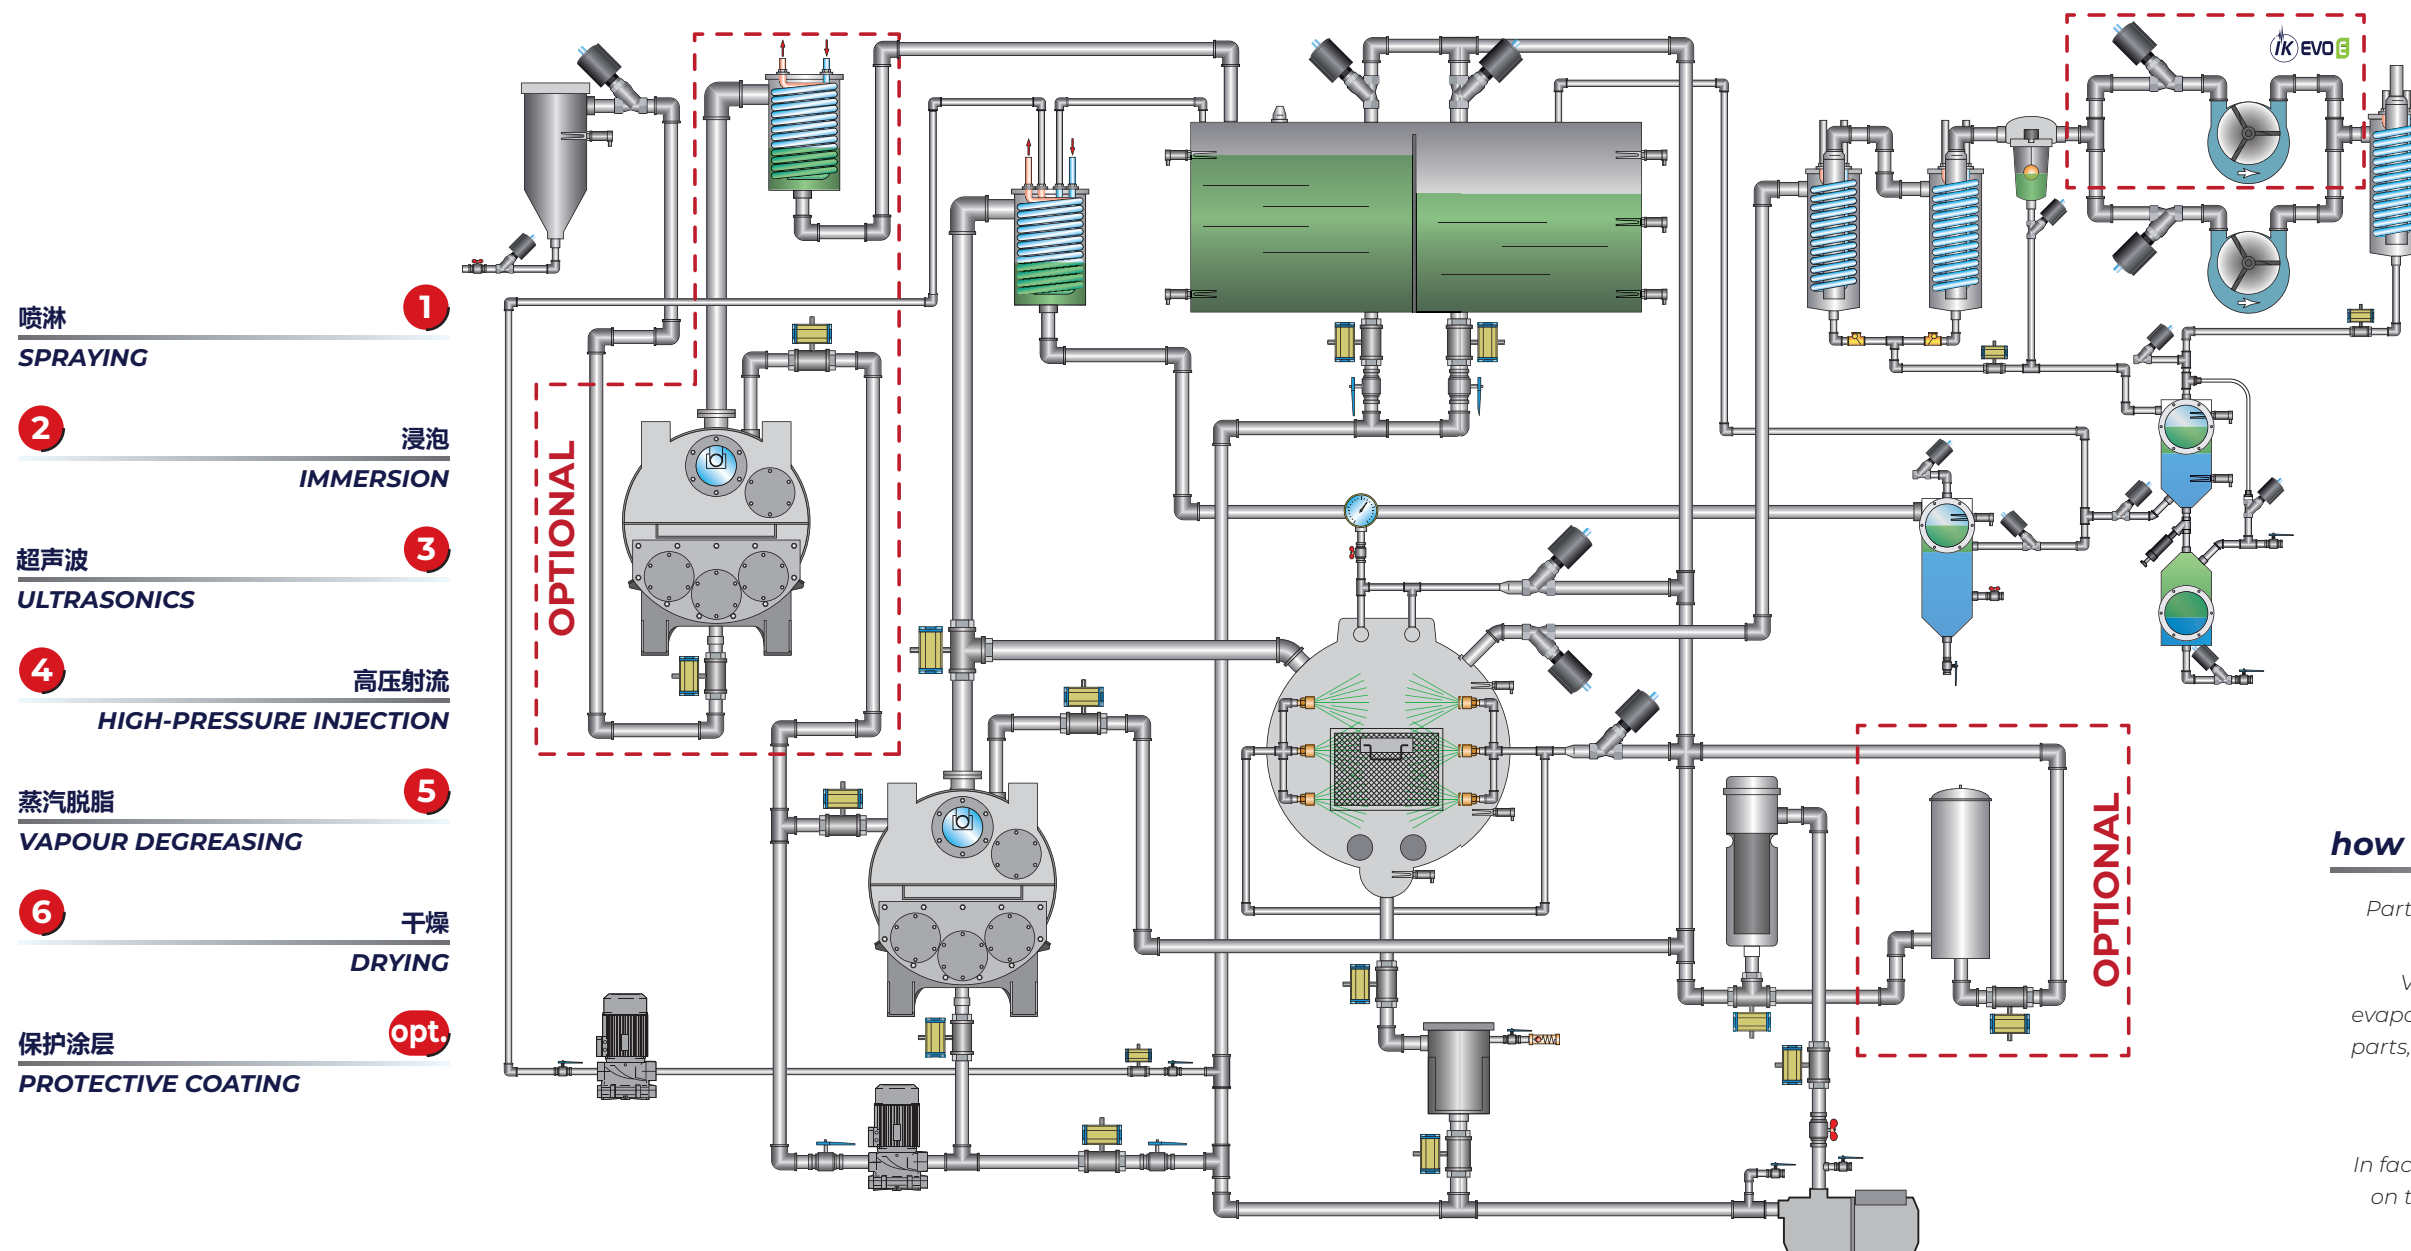 1
喷淋
SPRAYING
2
浸泡
IMMERSION
3
超声波
ULTRASONICS
4
高压射流
HIGH-PRESSURE INJECTION
5
蒸汽脱脂
VAPOUR DEGREASING
6
干燥
DRYING
opt.
保护涂层
PROTECTIVE COATING
OPTIONAL
iK EVO E
OPTIONAL
how
Part
V
evapo
parts,
In fac
on t